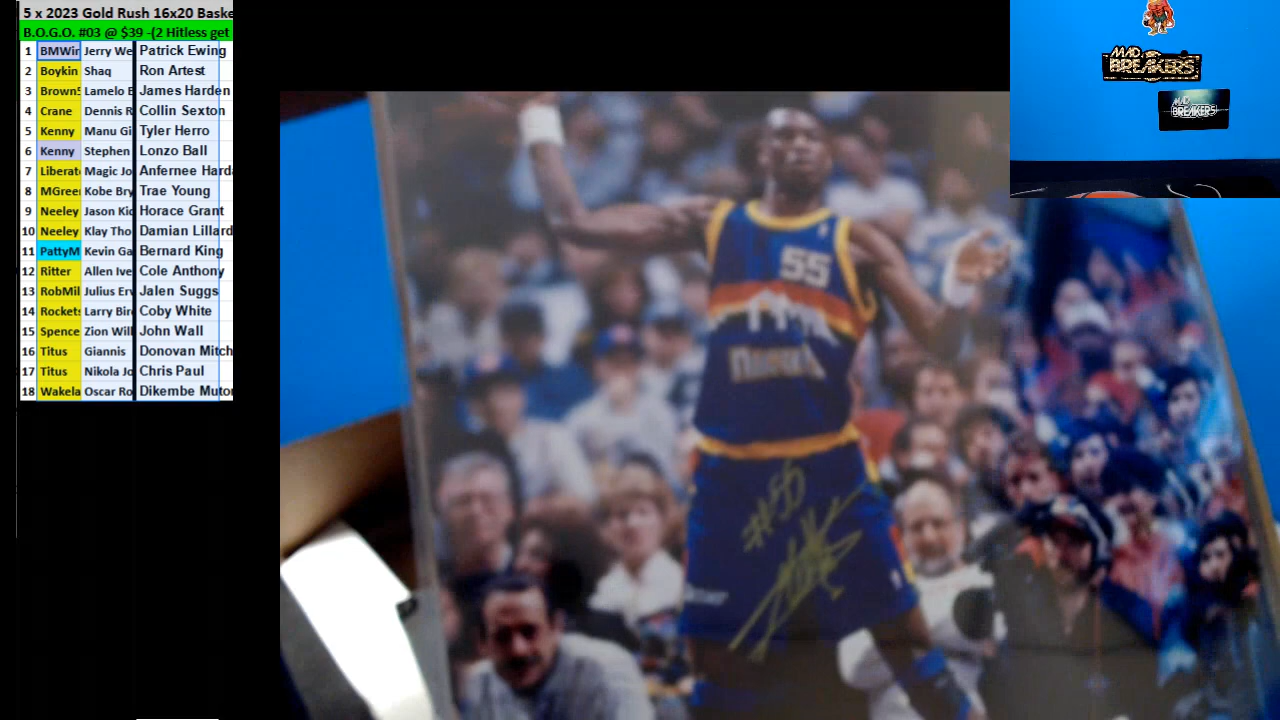 5 x 2023 Gold Rush 16x20 Baske
B.O.G.O. #03 @ $39 -(2 Hitless get
1 BMWin Jerry We Patrick Ewing
2 Boykin Shaq Ron Artest
3 Brown5 Lamelo B James Harden
4 Crane Dennis R Collin Sexton
5 Kenny Manu Gi Tyler Herro
6 Kenny Stephen Lonzo Ball
7 Liberat Magic Jo Anfernee Hard
8 MGree Kobe Bry Trae Young
9 Neeley Jason Kid Horace Grant
10 Neeley Klay Tho Damian Lillard
11 PattyM Kevin Ga Bernard King
12 Ritter Allen Ive Cole Anthony
13 RobMil Julius Erv Jalen Suggs
14 Rockets Larry Bir Coby White
15 Spence Zion Will John Wall
16 Titus Giannis Donovan Mitch
17 Titus Nikola Jo Chris Paul
18 Wakela Oscar Ro Dikembe Mutor
MAD
BREAKERS
MAD
BREAKERS
55
Nuggets
#55